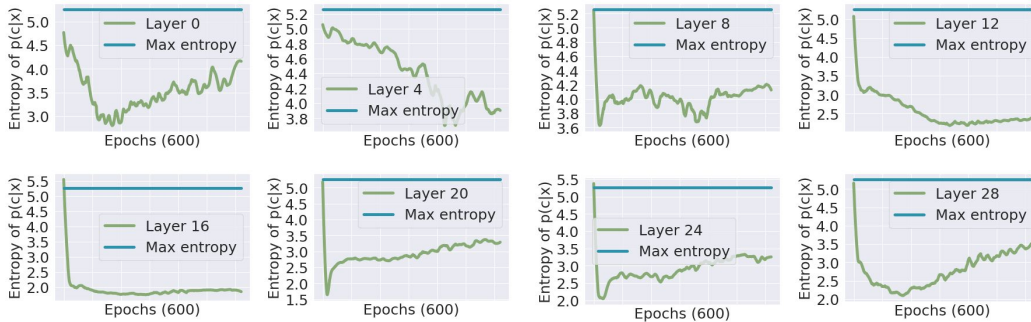 Entropy of p(c|x)
5.0
4.5
4.0
3.5
3.0
Layer 0
Max entropy
Epochs (600)
Entropy of p(c|x)
5.2
5.0
4.8
4.6
4.4
4.2
4.0
3.8
Layer 4
Max entropy
Epochs (600)
Entropy of p(c|x)
5.2
5.0
4.8
4.6
4.4
4.2
4.0
3.8
3.6
Layer 8
Max entropy
Epochs (600)
Entropy of p(c|x)
5.0
4.5
4.0
3.5
3.0
2.5
Layer 12
Max entropy
Epochs (600)
Entropy of p(c|x)
5.5
5.0
4.5
4.0
3.5
3.0
2.5
2.0
Layer 16
Max entropy
Epochs (600)
Entropy of p(c|x)
5.0
4.5
4.0
3.5
3.0
2.5
2.0
1.5
Layer 20
Max entropy
Epochs (600)
Entropy of p(c|x)
5.5
5.0
4.5
4.0
3.5
3.0
2.5
2.0
Layer 24
Max entropy
Epochs (600)
Entropy of p(c|x)
5.0
4.5
4.0
3.5
3.0
2.5
2.0
Layer 28
Max entropy
Epochs (600)